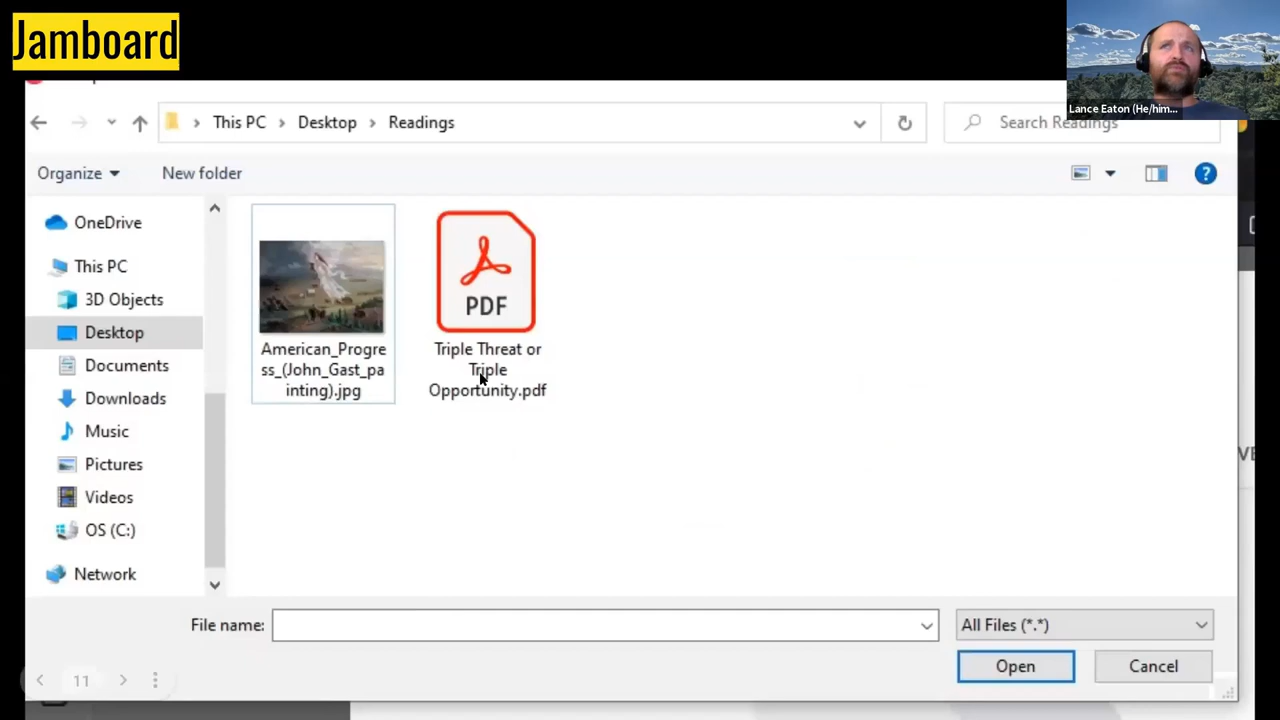 Jamboard
Lance Eaton (He/him...
This PC
Desktop
Readings
Search Readings
Organize
New folder
?
OneDrive
This PC
3D Objects
Desktop
Documents
Downloads
Music
Pictures
Videos
OS (C:)
Network
American_Progre
ss_(John_Gast_pa
inting).jpg
PDF
Triple Threat or
Triple
Opportunity.pdf
File name:
All Files (*.*)
Open
Cancel
11